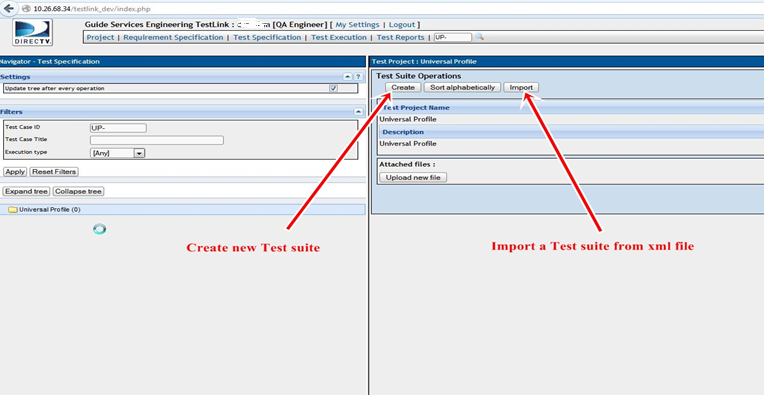 10.26.68.34/testlink_dev/index.php
DIRECTV
Guide Services Engineering TestLink : [QA Engineer] [ My Settings | Logout ]
Project | Requirement Specification | Test Specification | Test Execution | Test Reports | UP-
Navigator - Test Specification
Settings
?
Update tree after every operation
Filters
Test Case ID UP-
Test Case Title
Execution type [Any]
Apply Reset Filters
Expand tree Collapse tree
Universal Profile (0)
Create new Test suite
Test Project : Universal Profile
Test Suite Operations
Create Sort alphabetically Import
Test Project Name
Universal Profile
Description
Universal Profile
Attached files :
Upload new file
Import a Test suite from xml file